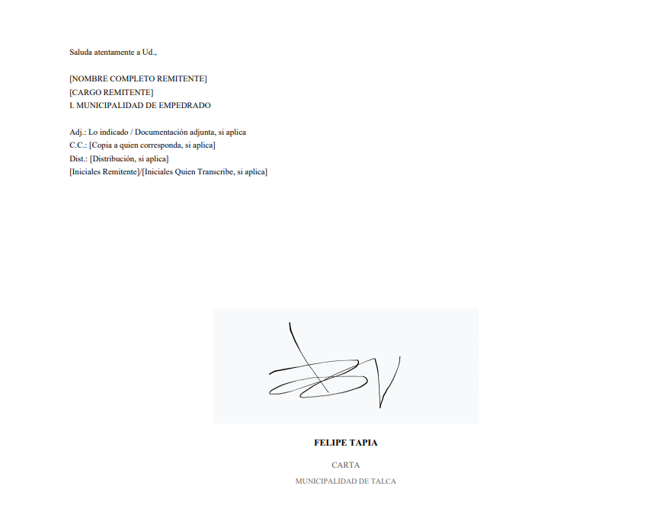 Saluda atentamente a Ud.,
[NOMBRE COMPLETO REMITENTE]
[CARGO REMITENTE]
I. MUNICIPALIDAD DE EMPEDRADO
Adj.: Lo indicado / Documentación adjunta, si aplica
C.C.: [Copia a quien corresponda, si aplica]
Dist.: [Distribución, si aplica]
[Iniciales Remitente]/[Iniciales Quien Transcribe, si aplica]
FELIPE TAPIA
CARTA
MUNICIPALIDAD DE TALCA